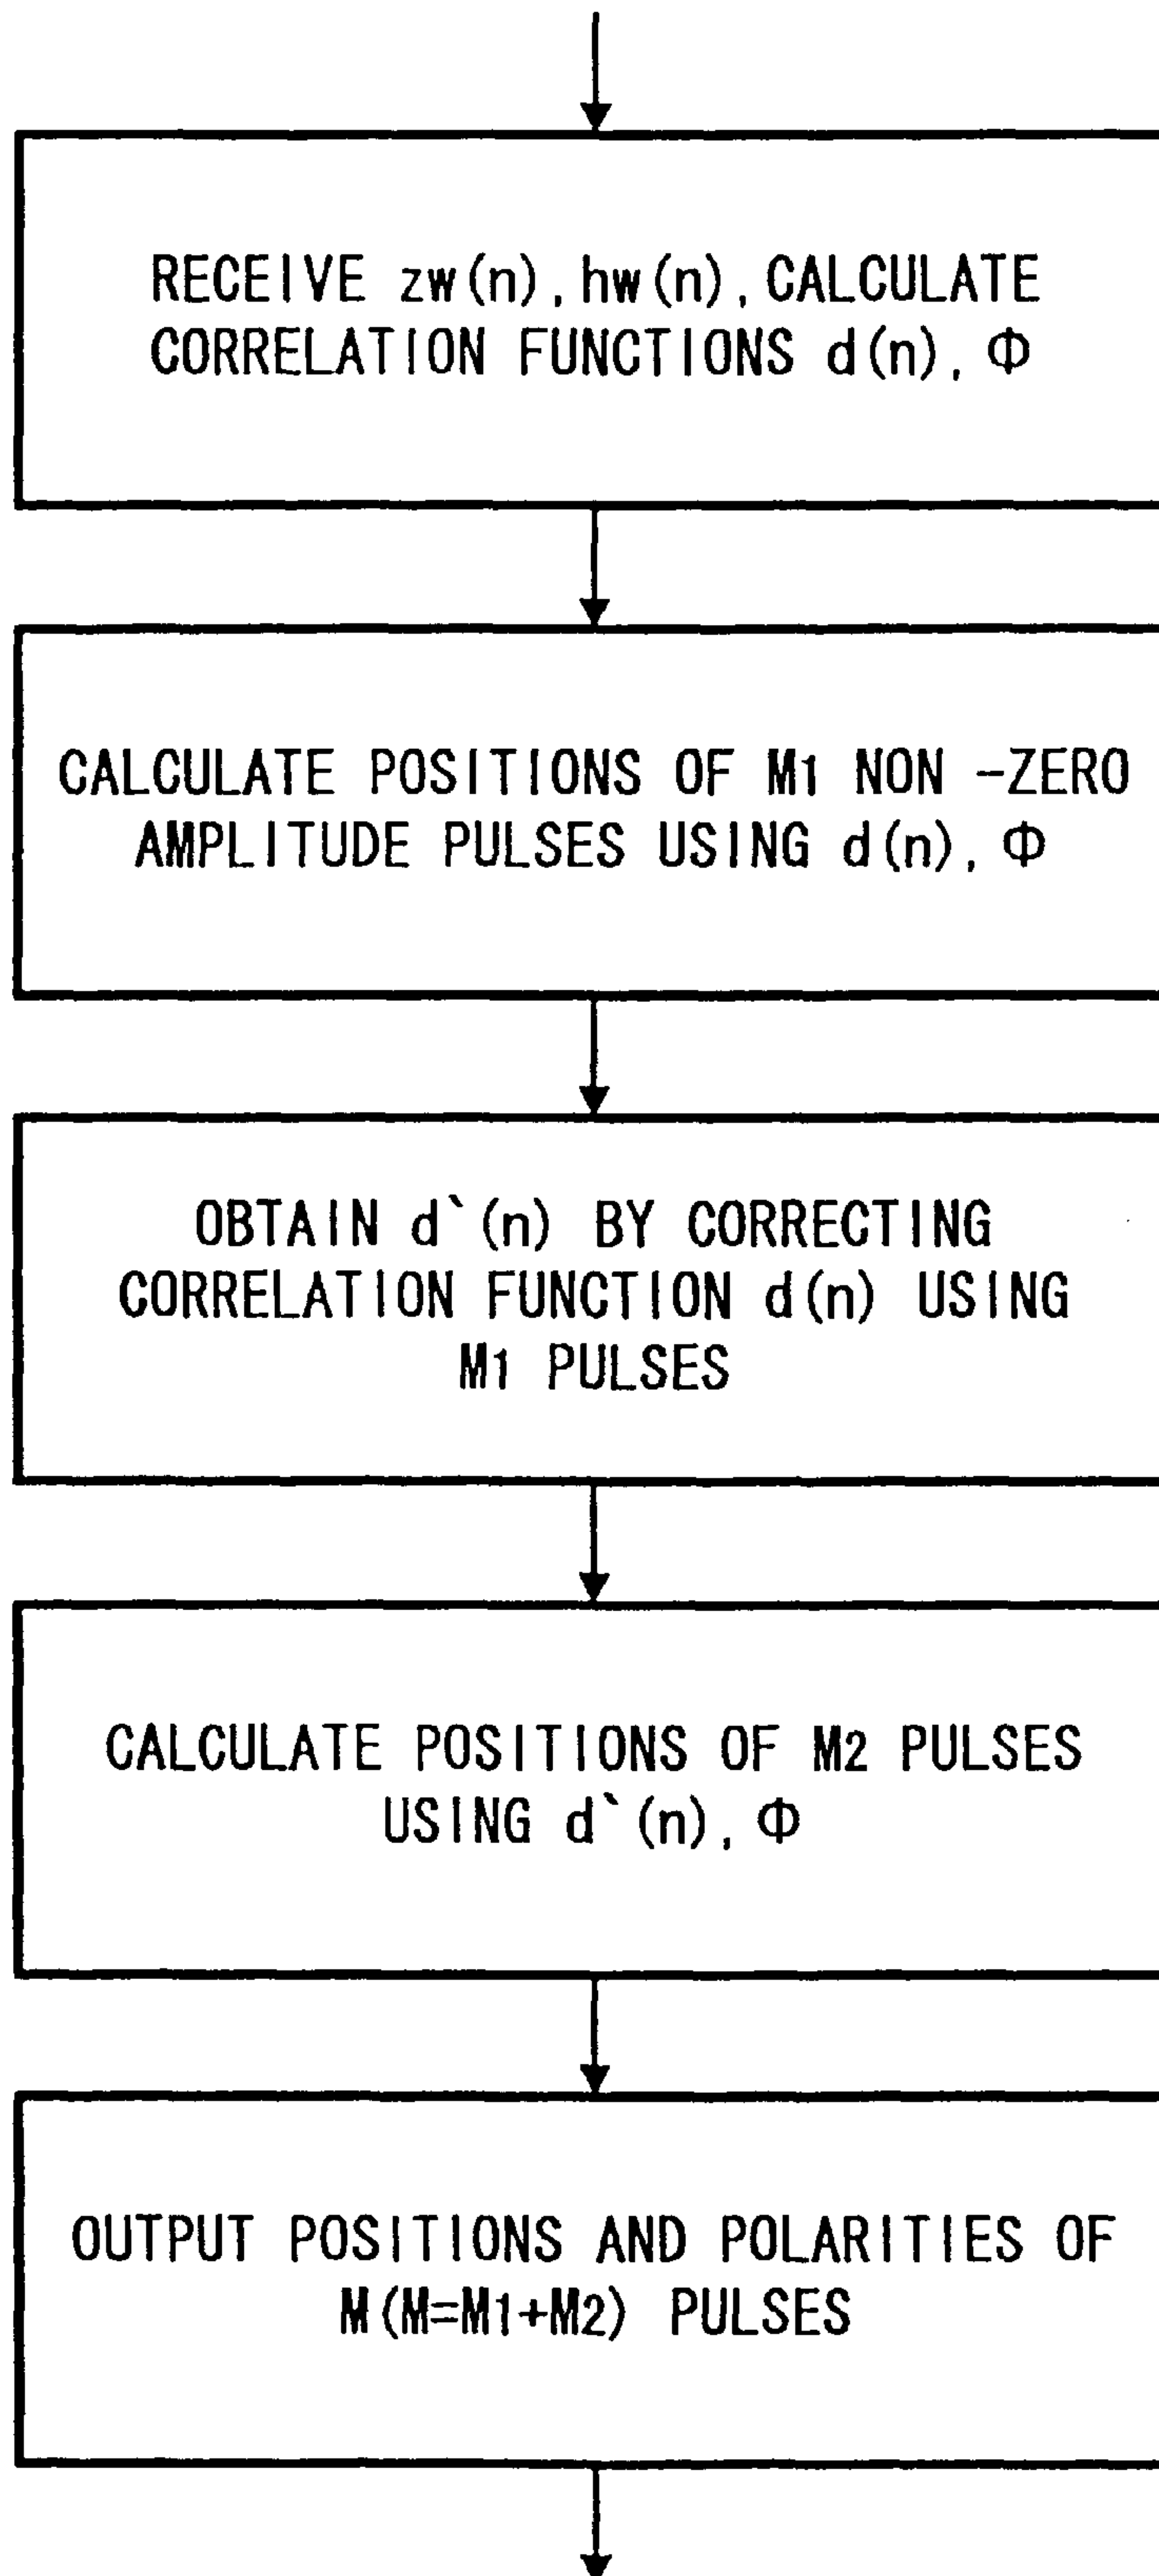 RECEIVE zw(n), hw(n), CALCULATE
CORRELATION FUNCTIONS d(n), Φ
CALCULATE POSITIONS OF M1 NON -ZERO
AMPLITUDE PULSES USING d(n), Φ
OBTAIN d`(n) BY CORRECTING
CORRELATION FUNCTION d(n) USING
M1 PULSES
CALCULATE POSITIONS OF M2 PULSES
USING d`(n), Φ
OUTPUT POSITIONS AND POLARITIES OF
M(M=M1+M2) PULSES